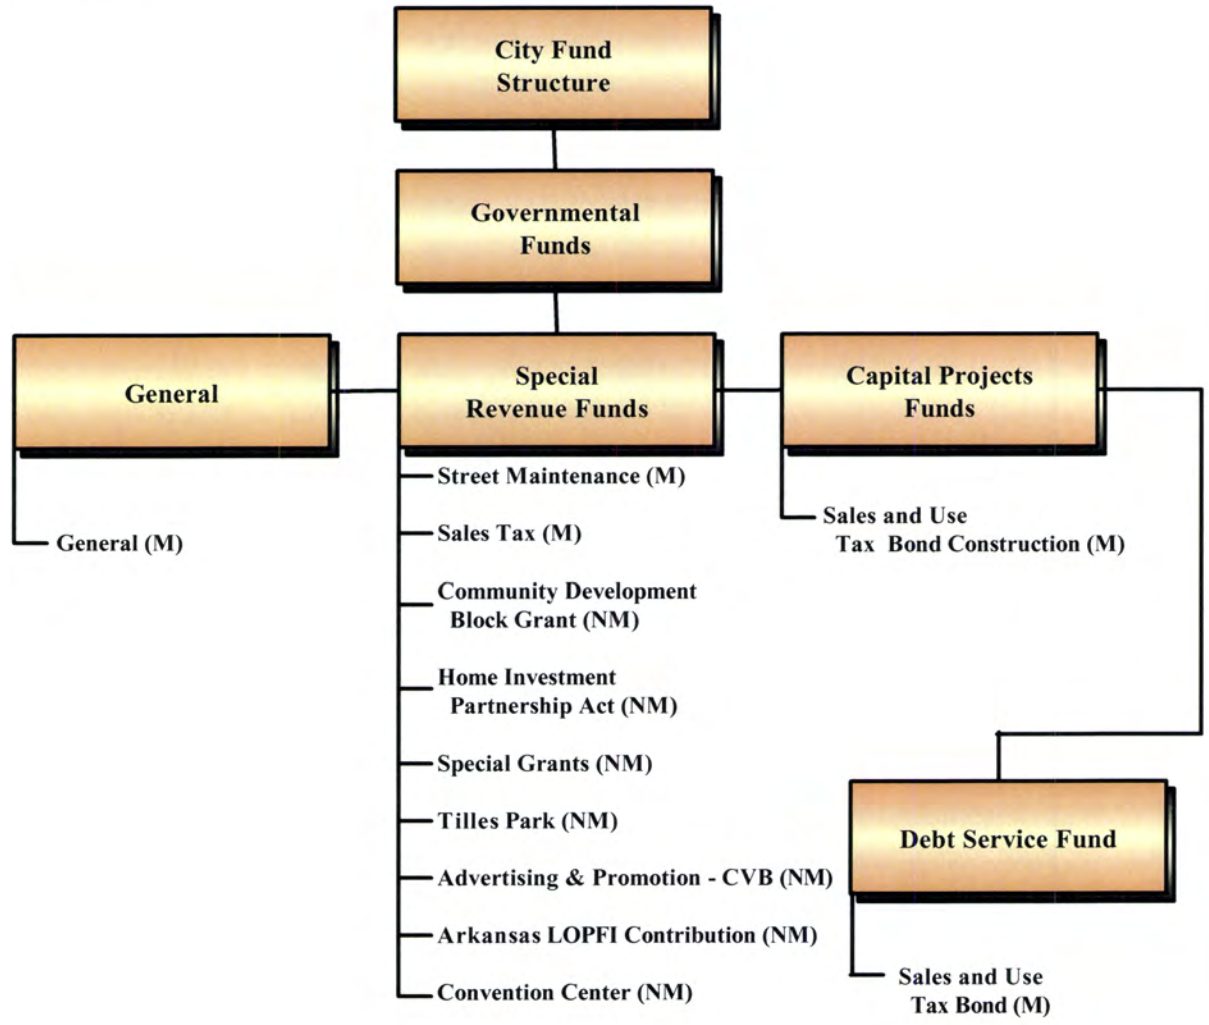 City Fund
Structure
Governmental
Funds
General
Special
Revenue Funds
Capital Projects
Funds
General (M)
Street Maintenance (M)
Sales Tax (M)
Community Development
Block Grant (NM)
Home Investment
Partnership Act (NM)
Special Grants (NM)
Tilles Park (NM)
Advertising & Promotion - CVB (NM)
Arkansas LOPFI Contribution (NM)
Convention Center (NM)
Sales and Use
Tax Bond Construction (M)
Debt Service Fund
Sales and Use
Tax Bond (M)